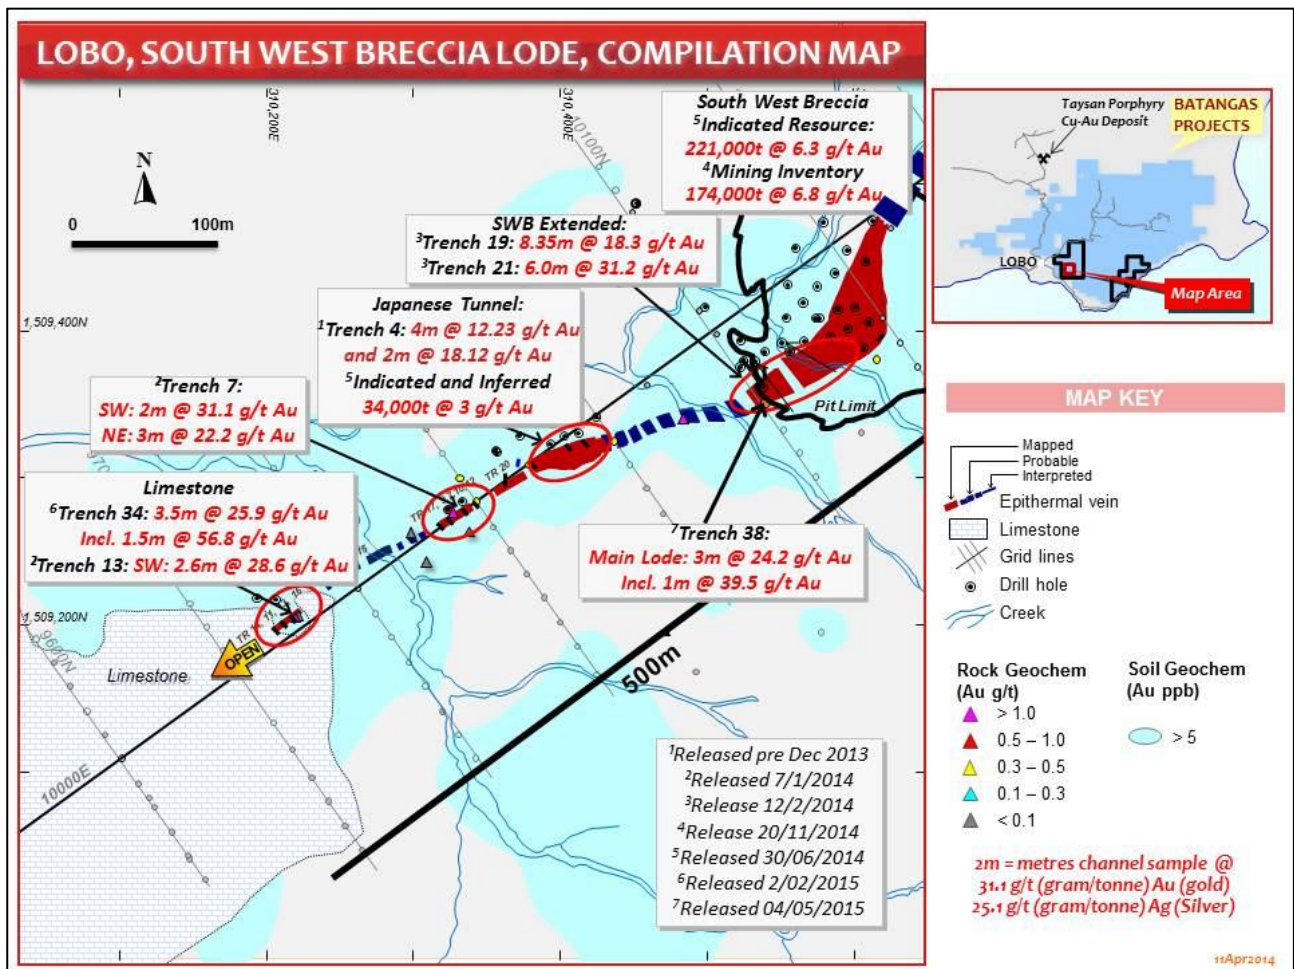 LOBO, SOUTH WEST BRECCIA LODE, COMPILATION MAP
310,200E
310,400E
10100N
N
0 100m
South West Breccia
5Indicated Resource:
221,000t @ 6.3 g/t Au
4Mining Inventory
174,000t @ 6.8 g/t Au
SWB Extended:
3Trench 19: 8.35m @ 18.3 g/t Au
3Trench 21: 6.0m @ 31.2 g/t Au
Japanese Tunnel:
1Trench 4: 4m @ 12.23 g/t Au
and 2m @ 18.12 g/t Au
5Indicated and Inferred
34,000t @ 3 g/t Au
1,509,400N
2Trench 7:
SW: 2m @ 31.1 g/t Au
NE: 3m @ 22.2 g/t Au
Pit Limit
TR 20
Limestone
6Trench 34: 3.5m @ 25.9 g/t Au
Incl. 1.5m @ 56.8 g/t Au
2Trench 13: SW: 2.6m @ 28.6 g/t Au
7Trench 38:
Main Lode: 3m @ 24.2 g/t Au
Incl. 1m @ 39.5 g/t Au
1,509,200N
9600N
OPEN
Limestone
500m
10000E
1Released pre Dec 2013
2Released 7/1/2014
3Release 12/2/2014
4Release 20/11/2014
5Released 30/06/2014
6Released 2/02/2015
7Released 04/05/2015
Taysan Porphyry
Cu-Au Deposit
BATANGAS
PROJECTS
LOBO
Map Area
MAP KEY
Mapped
Probable
Interpreted
Epithermal vein
Limestone
Grid lines
Drill hole
Creek
Rock Geochem
(Au g/t)
> 1.0
0.5 – 1.0
0.3 – 0.5
0.1 – 0.3
< 0.1
Soil Geochem
(Au ppb)
> 5
2m = metres channel sample @
31.1 g/t (gram/tonne) Au (gold)
25.1 g/t (gram/tonne) Ag (Silver)
11Apr2014